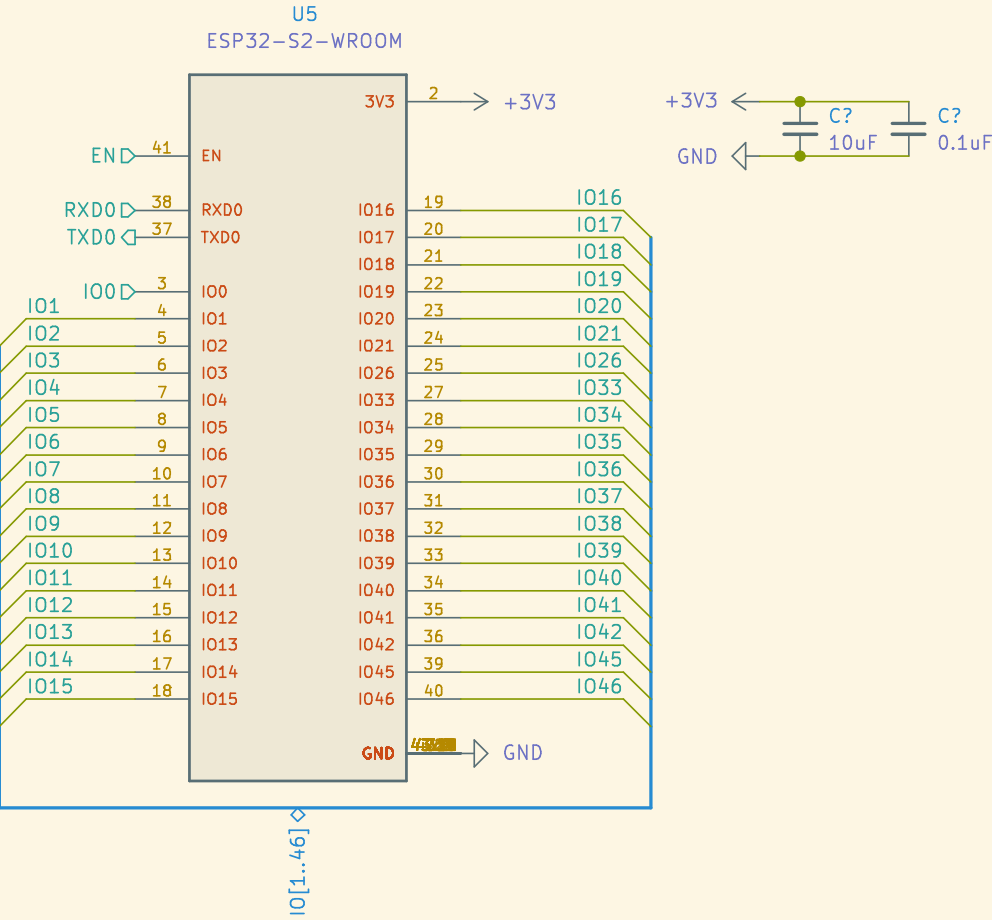 U5
ESP32-S2-WROOM
3V3 2 +3V3
+3V3 C? C?
10uF 0.1uF
GND
EN 41 EN
RXD0 38 RXD0
TXD0 37 TXD0
IO0 3 IO0
IO1 4 IO1
IO2 5 IO2
IO3 6 IO3
IO4 7 IO4
IO5 8 IO5
IO6 9 IO6
IO7 10 IO7
IO8 11 IO8
IO9 12 IO9
IO10 13 IO10
IO11 14 IO11
IO12 15 IO12
IO13 16 IO13
IO14 17 IO14
IO15 18 IO15
IO16 19 IO16
IO17 20 IO17
IO18 21 IO18
IO19 22 IO19
IO20 23 IO20
IO21 24 IO21
IO26 25 IO26
IO33 27 IO33
IO34 28 IO34
IO35 29 IO35
IO36 30 IO36
IO37 31 IO37
IO38 32 IO38
IO39 33 IO39
IO40 34 IO40
IO41 35 IO41
IO42 36 IO42
IO45 39 IO45
IO46 40 IO46
GND GND
IO[1..46]